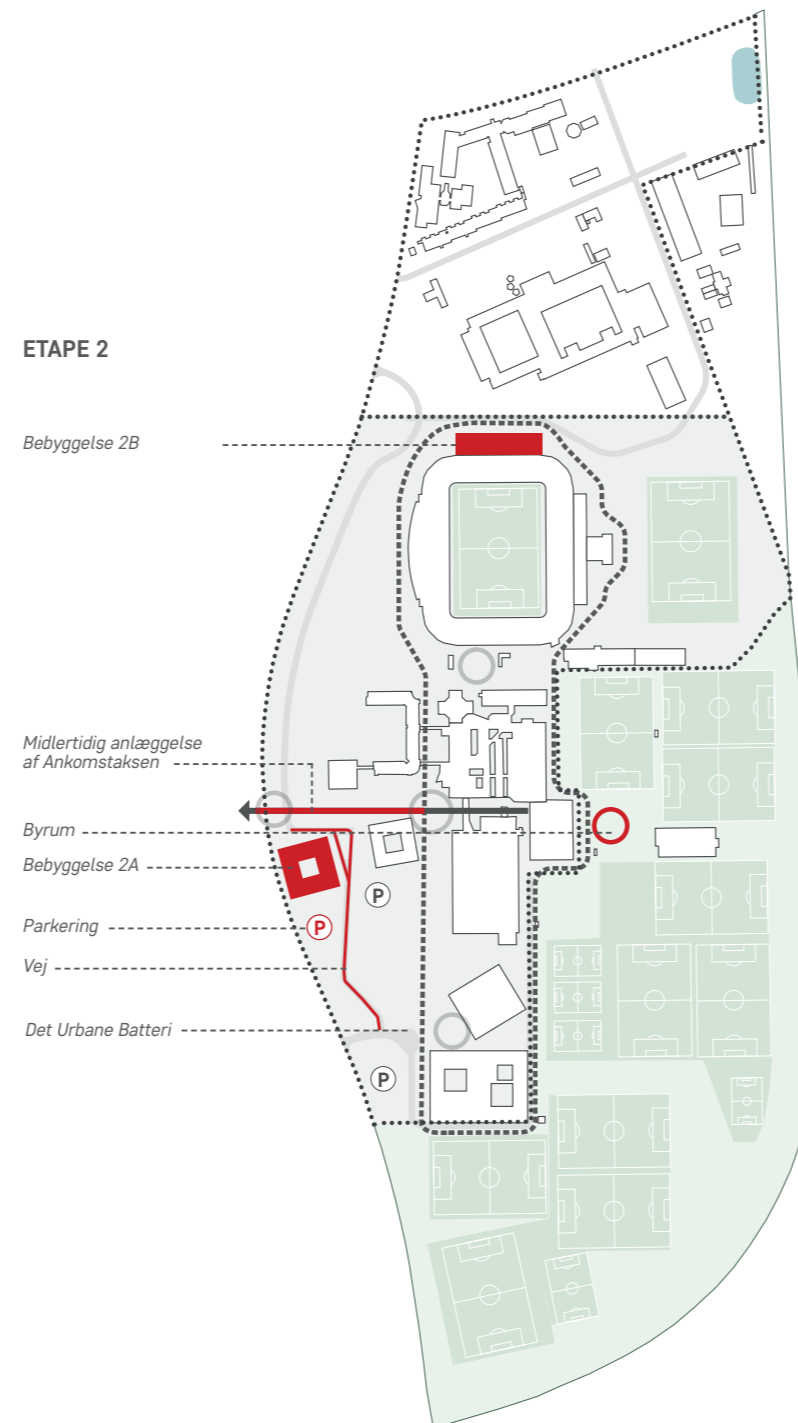 ETAPE 2
Bebyggelse 2B
Midlertidig anlæggelse
af Ankomstaksen
Byrum
Bebyggelse 2A
P
Parkering
P
Vej
Det Urbane Batteri
P